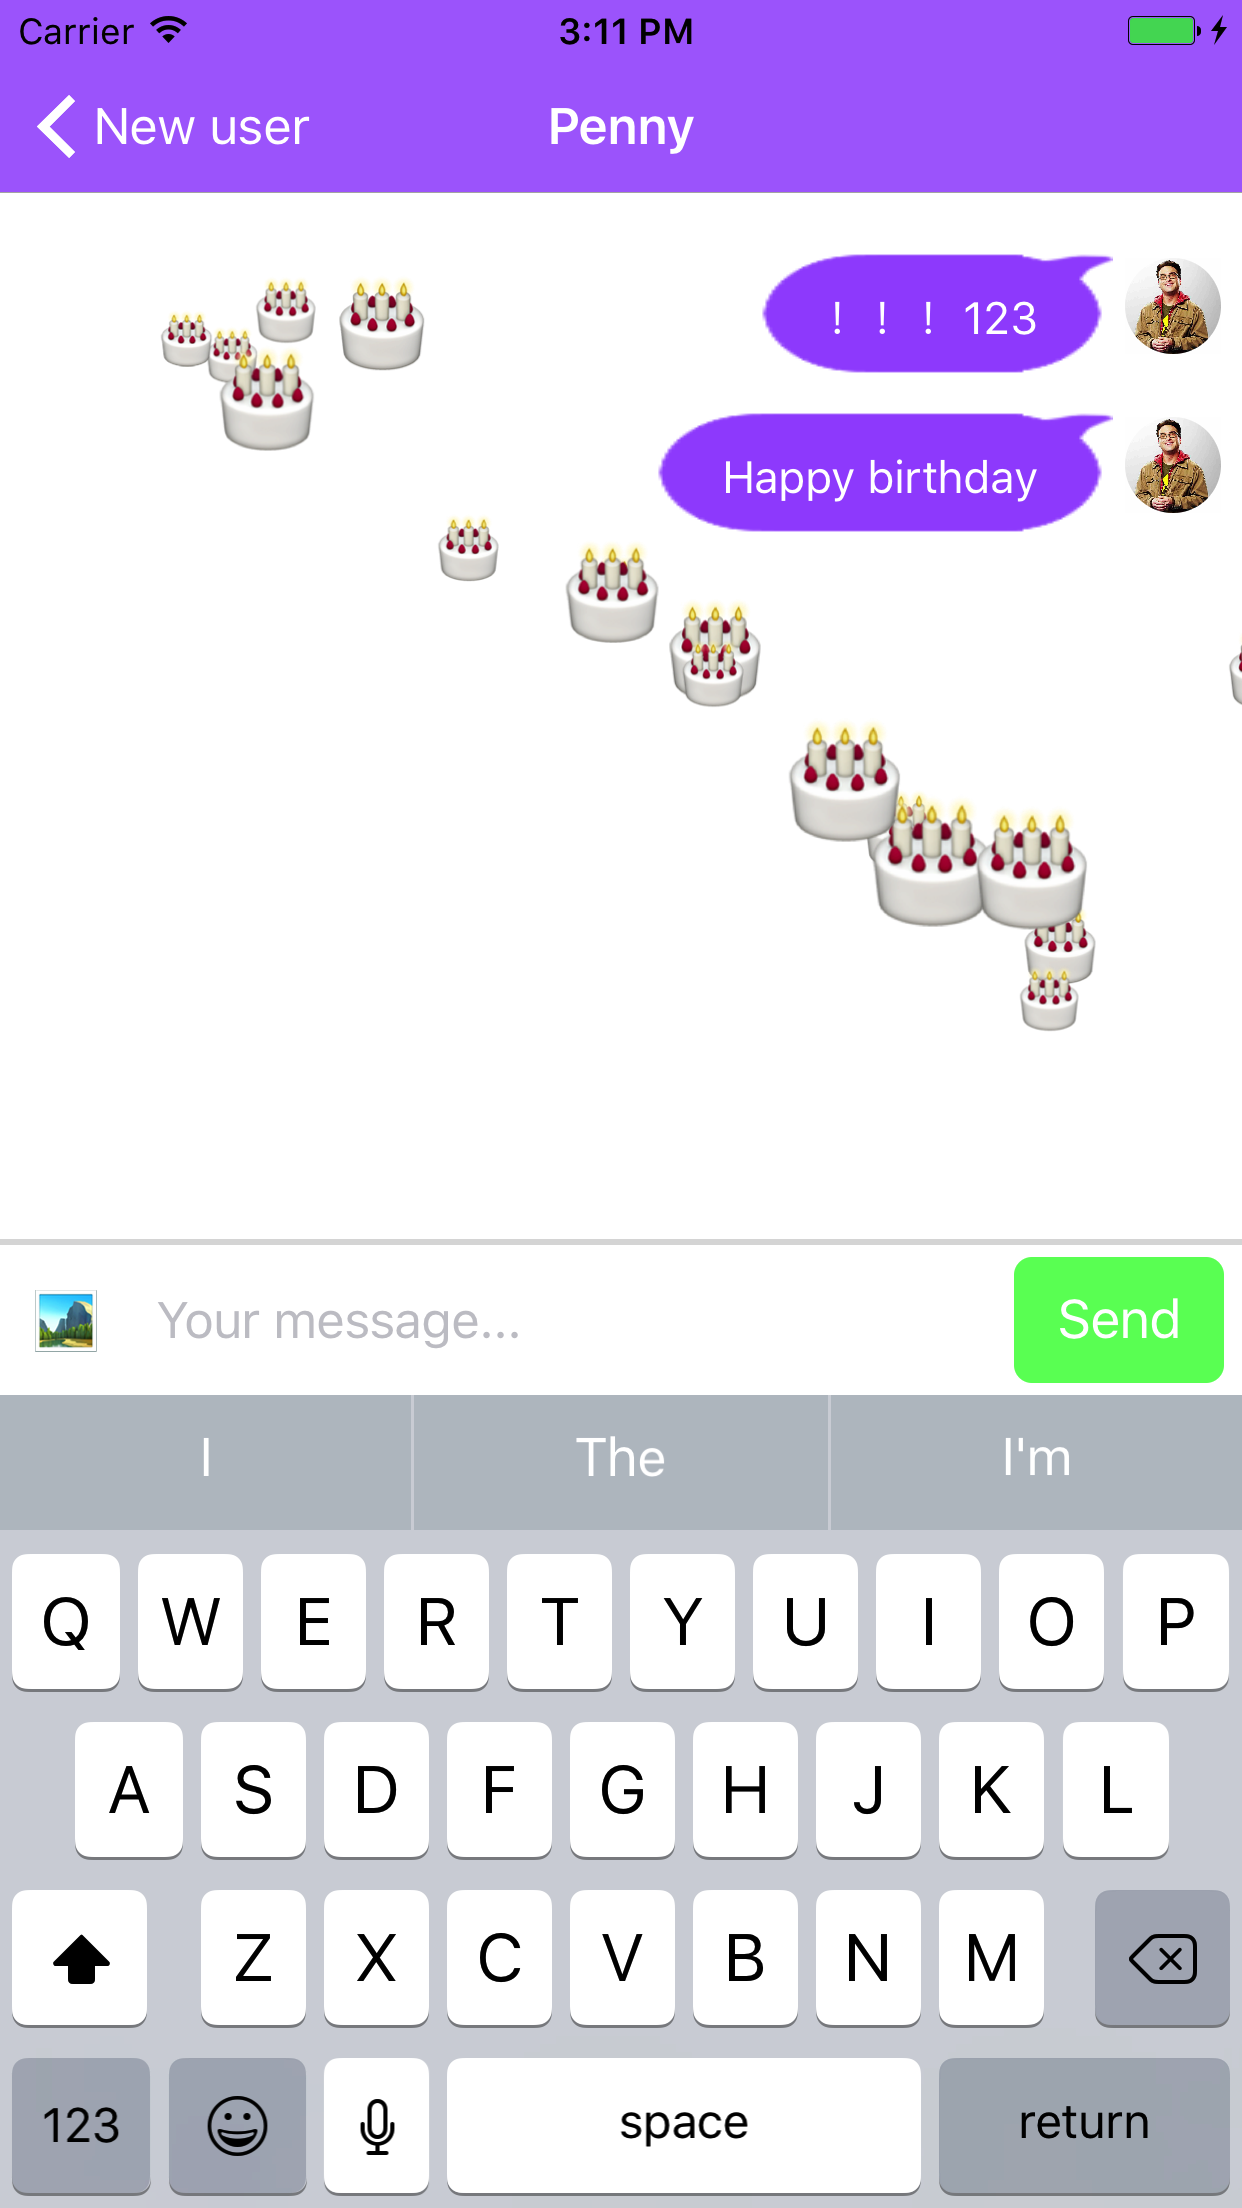 Carrier 3:11 PM
New user Penny
！！！123
Happy birthday
Your message...
Send
I The I'm
Q W E R T Y U I O P
A S D F G H J K L
Z X C V B N M
123 space return